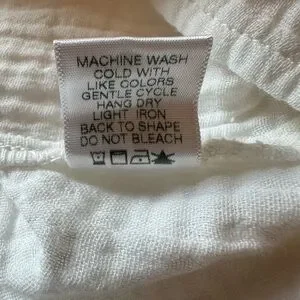 MACHINE WASH
COLD WITH
LIKE COLORS
GENTLE CYCLE
HANG DRY
LIGHT IRON
BACK TO SHAPE
DO NOT BLEACH